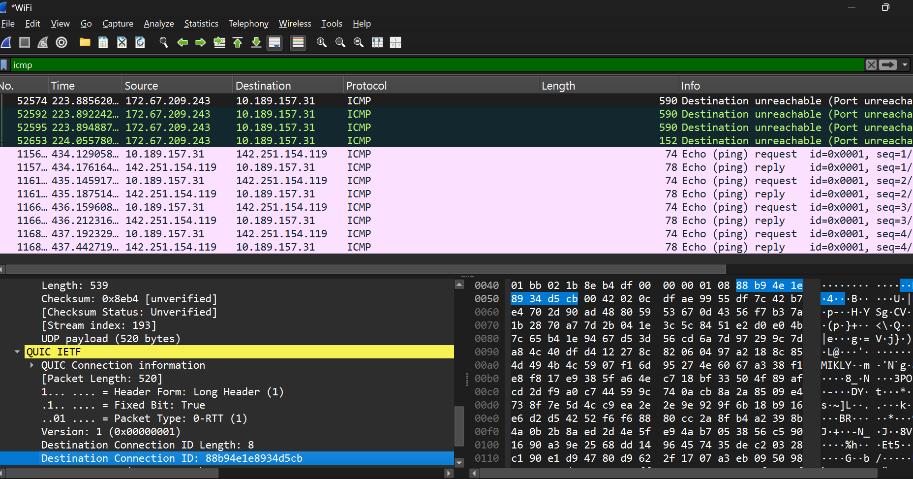 *WiFi
File Edit View Go Capture Analyze Statistics Telephony Wireless Tools Help
icmp
No. Time Source Destination Protocol Length Info
52574 223.885620… 172.67.209.243 10.189.157.31 ICMP 590 Destination unreachable (Port unreacha
52592 223.892242… 172.67.209.243 10.189.157.31 ICMP 590 Destination unreachable (Port unreacha
52595 223.894887… 172.67.209.243 10.189.157.31 ICMP 590 Destination unreachable (Port unreacha
52653 224.055780… 172.67.209.243 10.189.157.31 ICMP 152 Destination unreachable (Port unreacha
1156… 434.129058… 10.189.157.31 142.251.154.119 ICMP 74 Echo (ping) request id=0x0001, seq=1/
1157… 434.176164… 142.251.154.119 10.189.157.31 ICMP 78 Echo (ping) reply id=0x0001, seq=1/
1161… 435.145917… 10.189.157.31 142.251.154.119 ICMP 74 Echo (ping) request id=0x0001, seq=2/
1161… 435.187514… 142.251.154.119 10.189.157.31 ICMP 78 Echo (ping) reply id=0x0001, seq=2/
1166… 436.159608… 10.189.157.31 142.251.154.119 ICMP 74 Echo (ping) request id=0x0001, seq=3/
1166… 436.212316… 142.251.154.119 10.189.157.31 ICMP 78 Echo (ping) reply id=0x0001, seq=3/
1168… 437.192329… 10.189.157.31 142.251.154.119 ICMP 74 Echo (ping) request id=0x0001, seq=4/
1168… 437.442719… 142.251.154.119 10.189.157.31 ICMP 78 Echo (ping) reply id=0x0001, seq=4/
Length: 539
Checksum: 0x8eb4 [unverified]
[Checksum Status: Unverified]
[Stream index: 193]
UDP payload (520 bytes)
QUIC IETF
QUIC Connection information
[Packet Length: 520]
1... .... = Header Form: Long Header (1)
.1.. .... = Fixed Bit: True
..01 .... = Packet Type: 0-RTT (1)
Version: 1 (0x00000001)
Destination Connection ID Length: 8
Destination Connection ID: 88b94e1e8934d5cb
0040 01 bb 02 1b 8e b4 df 00 00 00 01 08 88 b9 4e 1e
0050 89 34 d5 cb 00 42 02 0c df ae 99 55 df 7c 42 b7
0060 e4 70 2d 90 ad 48 80 59 53 67 0d 43 56 f7 b3 7a
0070 1b 28 70 a7 7d 2b 04 1e 3c 5c 84 51 e2 d0 e0 4b
0080 7c 65 b4 1e 94 67 d5 3d 56 cd 6a 7d 97 29 9c 7d
0090 a8 4c 40 df d4 12 27 8c 82 06 04 97 a2 18 8c 85
00a0 4d 49 4b 4c 59 07 f1 6d 95 27 4e 60 67 a3 38 f1
00b0 e8 f8 17 e9 38 5f a6 4e c7 18 bf 33 50 4f 89 af
00c0 cd 2d f9 a0 c7 44 59 9c 74 0a cb 8a 2a 85 09 e4
00d0 73 8f 7e 5d 4c c9 ea 2e 2e 9e 92 9f 6b 18 b9 16
00e0 e6 d2 d5 42 52 f6 f6 88 80 cc 2a 8f b4 a2 39 8b
00f0 4a 0b 2b 8a ed 2d 4e 5f e9 4a b7 05 38 56 c5 90
0100 16 90 a3 9e 25 68 dd 14 96 45 74 35 de c2 03 28
0110 c1 90 e1 d9 47 80 d9 62 2f 17 07 a3 eb 09 50 98